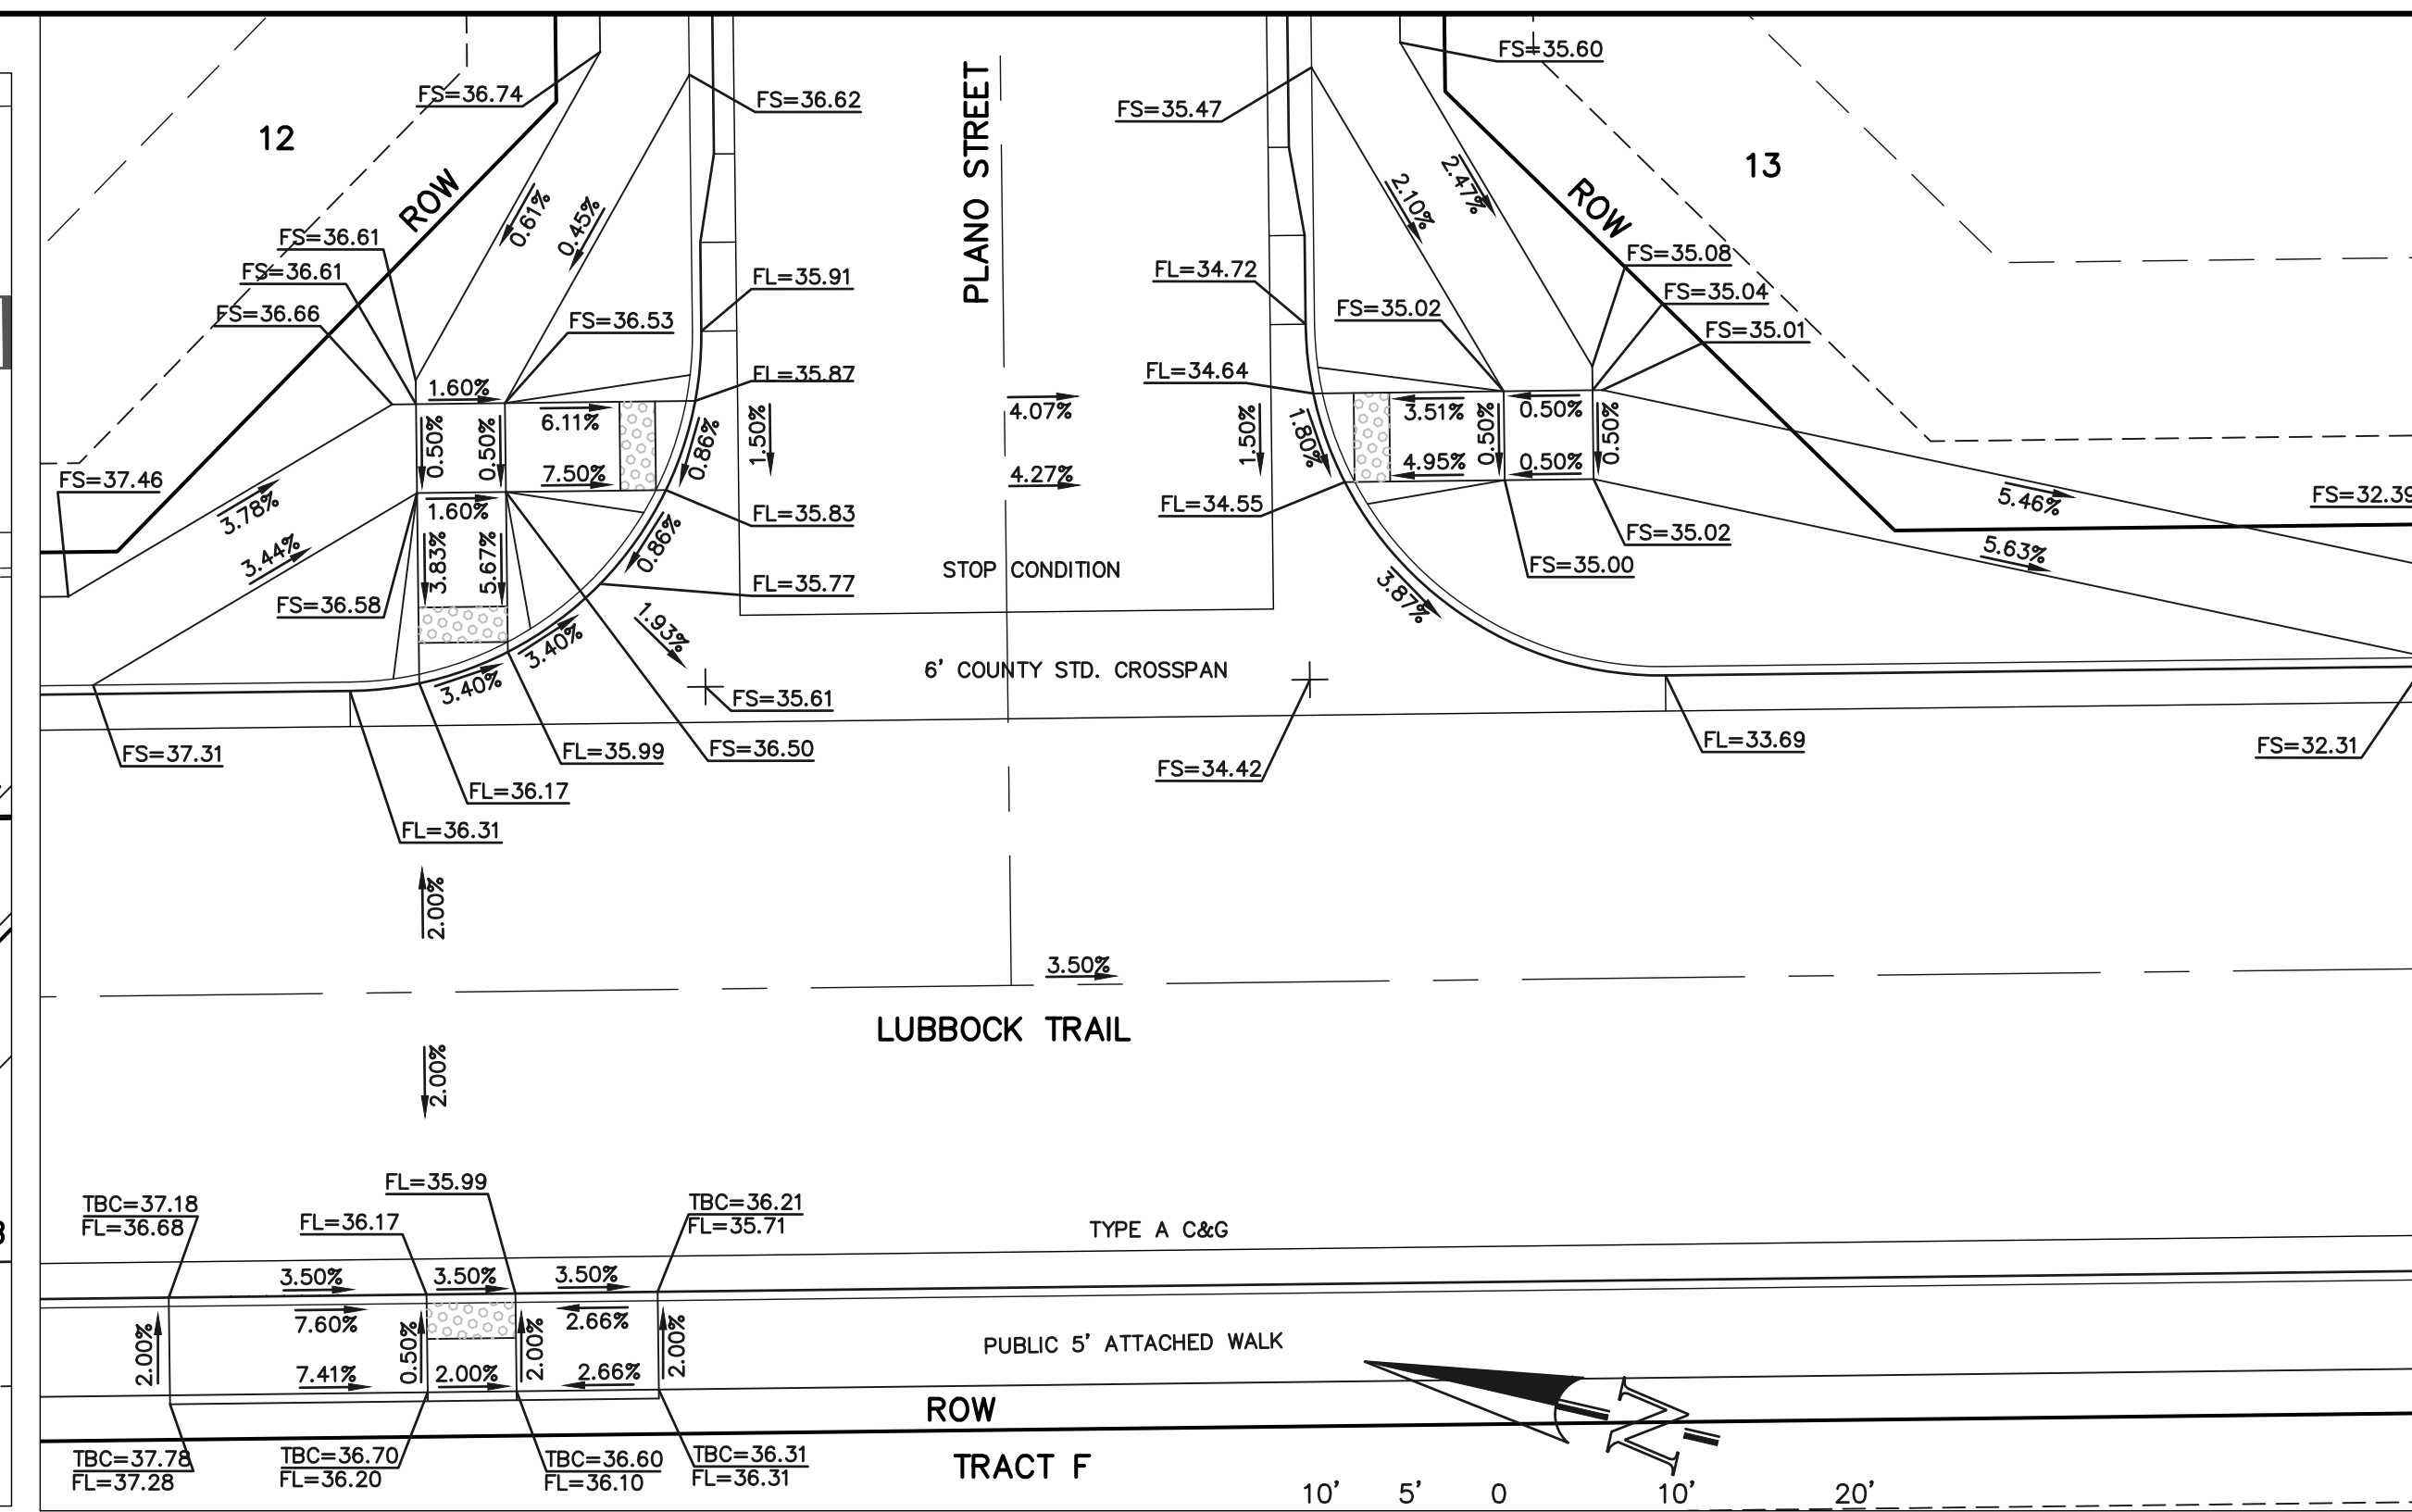 FS=35.60
FS=36.74
FS=36.62
FS=35.47
12
PLANO STREET
13
ROW
0.61%
0.45%
2.10%
2.47%
ROW
FS=36.61
FS=36.61
FS=36.66
FS=36.53
FL=35.91
FL=34.72
FS=35.02
FS=35.08
FS=35.04
FS=35.01
FL=35.87
FL=34.64
1.60%
6.11%
0.50%
0.50%
7.50%
0.86%
1.50%
4.07%
4.27%
1.50%
1.80%
3.51%
4.95%
0.50%
0.50%
0.50%
0.50%
FS=37.46
3.78%
3.44%
1.60%
FL=35.83
FL=34.55
5.46%
FS=32.39
5.63%
FS=35.02
FS=35.00
3.83%
5.67%
0.86%
STOP CONDITION
FL=35.77
FS=36.58
1.93%
3.87%
3.40%
3.40%
6' COUNTY STD. CROSSPAN
FS=35.61
FS=37.31
FL=35.99
FS=36.50
FS=34.42
FL=33.69
FS=32.31
FL=36.17
FL=36.31
2.00%
3.50%
LUBBOCK TRAIL
2.00%
FL=35.99
TBC=37.18
FL=36.68
FL=36.17
TBC=36.21
FL=35.71
TYPE A C&G
3.50%
3.50%
3.50%
7.60%
2.66%
2.00%
0.50%
2.00%
2.00%
PUBLIC 5' ATTACHED WALK
7.41%
2.00%
2.66%
ROW
N
TBC=37.78
FL=37.28
TBC=36.70
FL=36.20
TBC=36.60
FL=36.10
TBC=36.31
FL=36.31
TRACT F
10' 5' 0 10' 20'